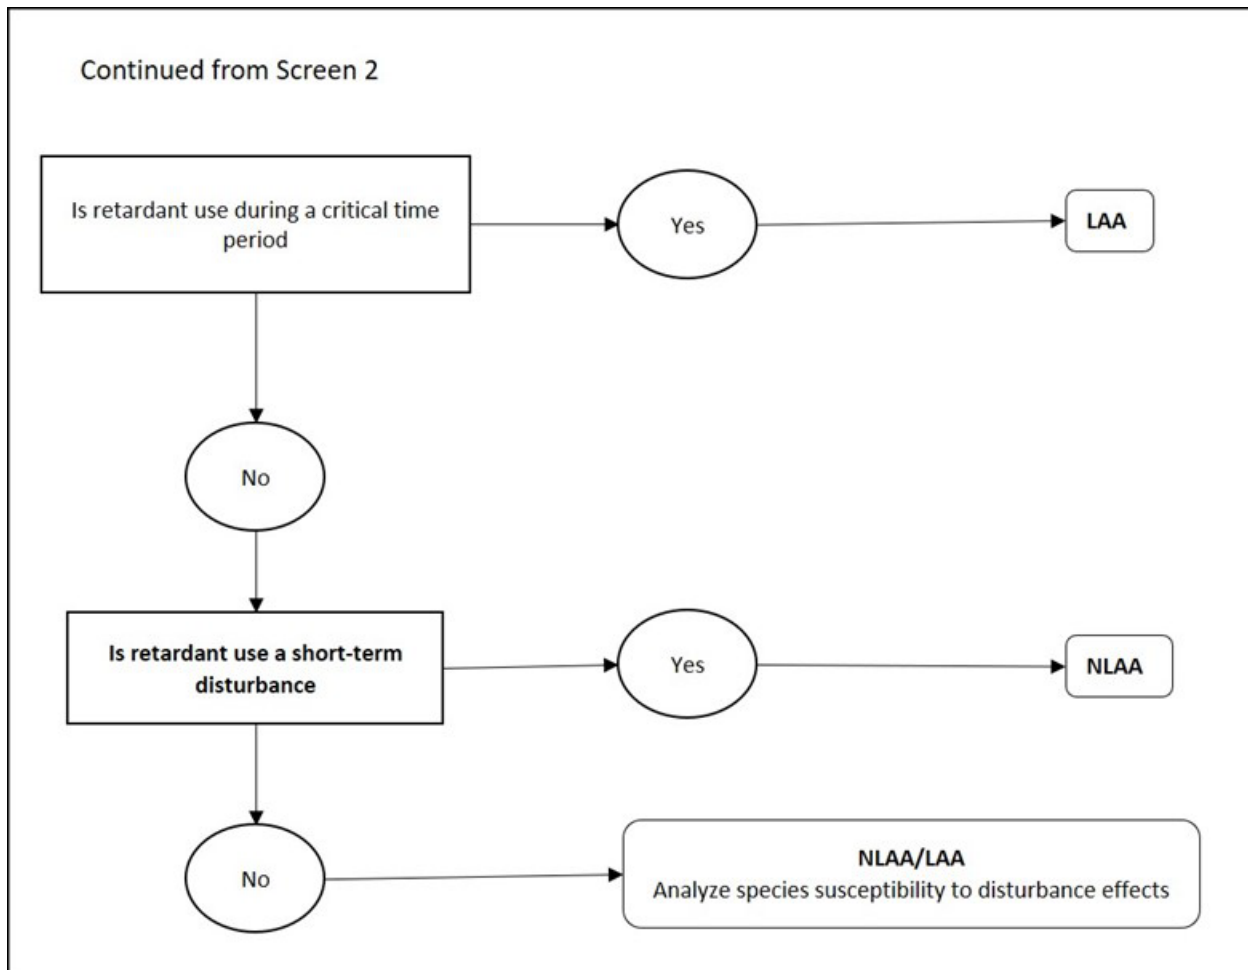 Continued from Screen 2
Is retardant use during a critical time
period
Yes
LAA
No
Is retardant use a short-term
disturbance
Yes
NLAA
No
NLAA/LAA
Analyze species susceptibility to disturbance effects